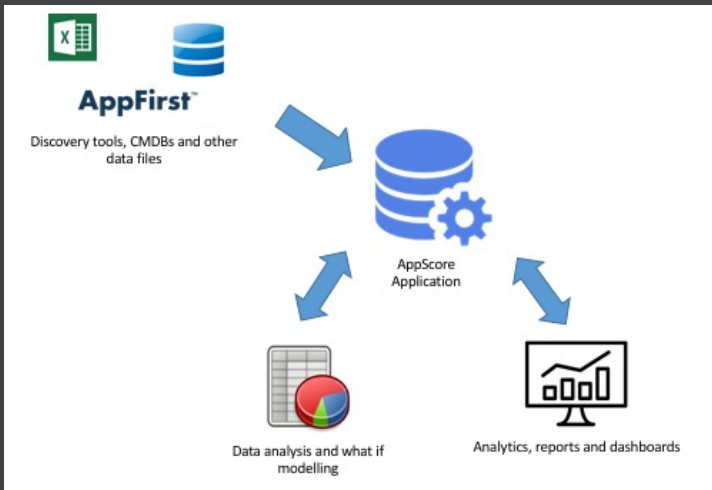 X
AppFirst™
Discovery tools, CMDBs and other
data files
AppScore
Application
Data analysis and what if
modelling
Analytics, reports and dashboards